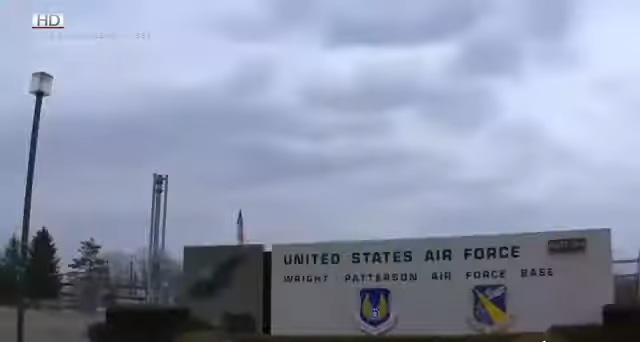 HD
UNITED STATES AIR FORCE
WRIGHT PATTERSON AIR FORCE BASE